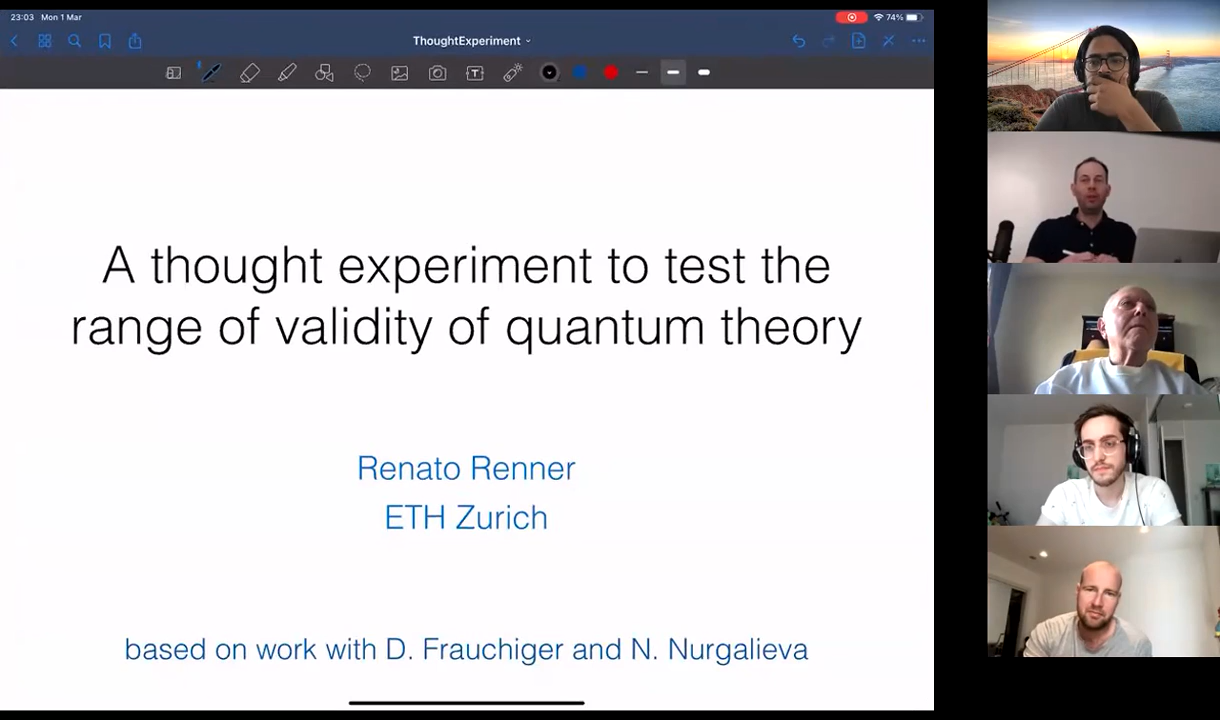 23:03 Mon 1 Mar
74%
ThoughtExperiment
T
A thought experiment to test the
range of validity of quantum theory
Renato Renner
ETH Zurich
based on work with D. Frauchiger and N. Nurgalieva